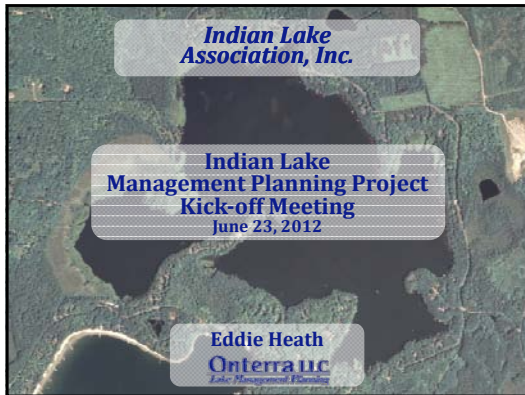 Indian Lake
Association, Inc.
Indian Lake
Management Planning Project
Kick-off Meeting
June 23, 2012
Eddie Heath
Onterra LLC
Lake Management Planning